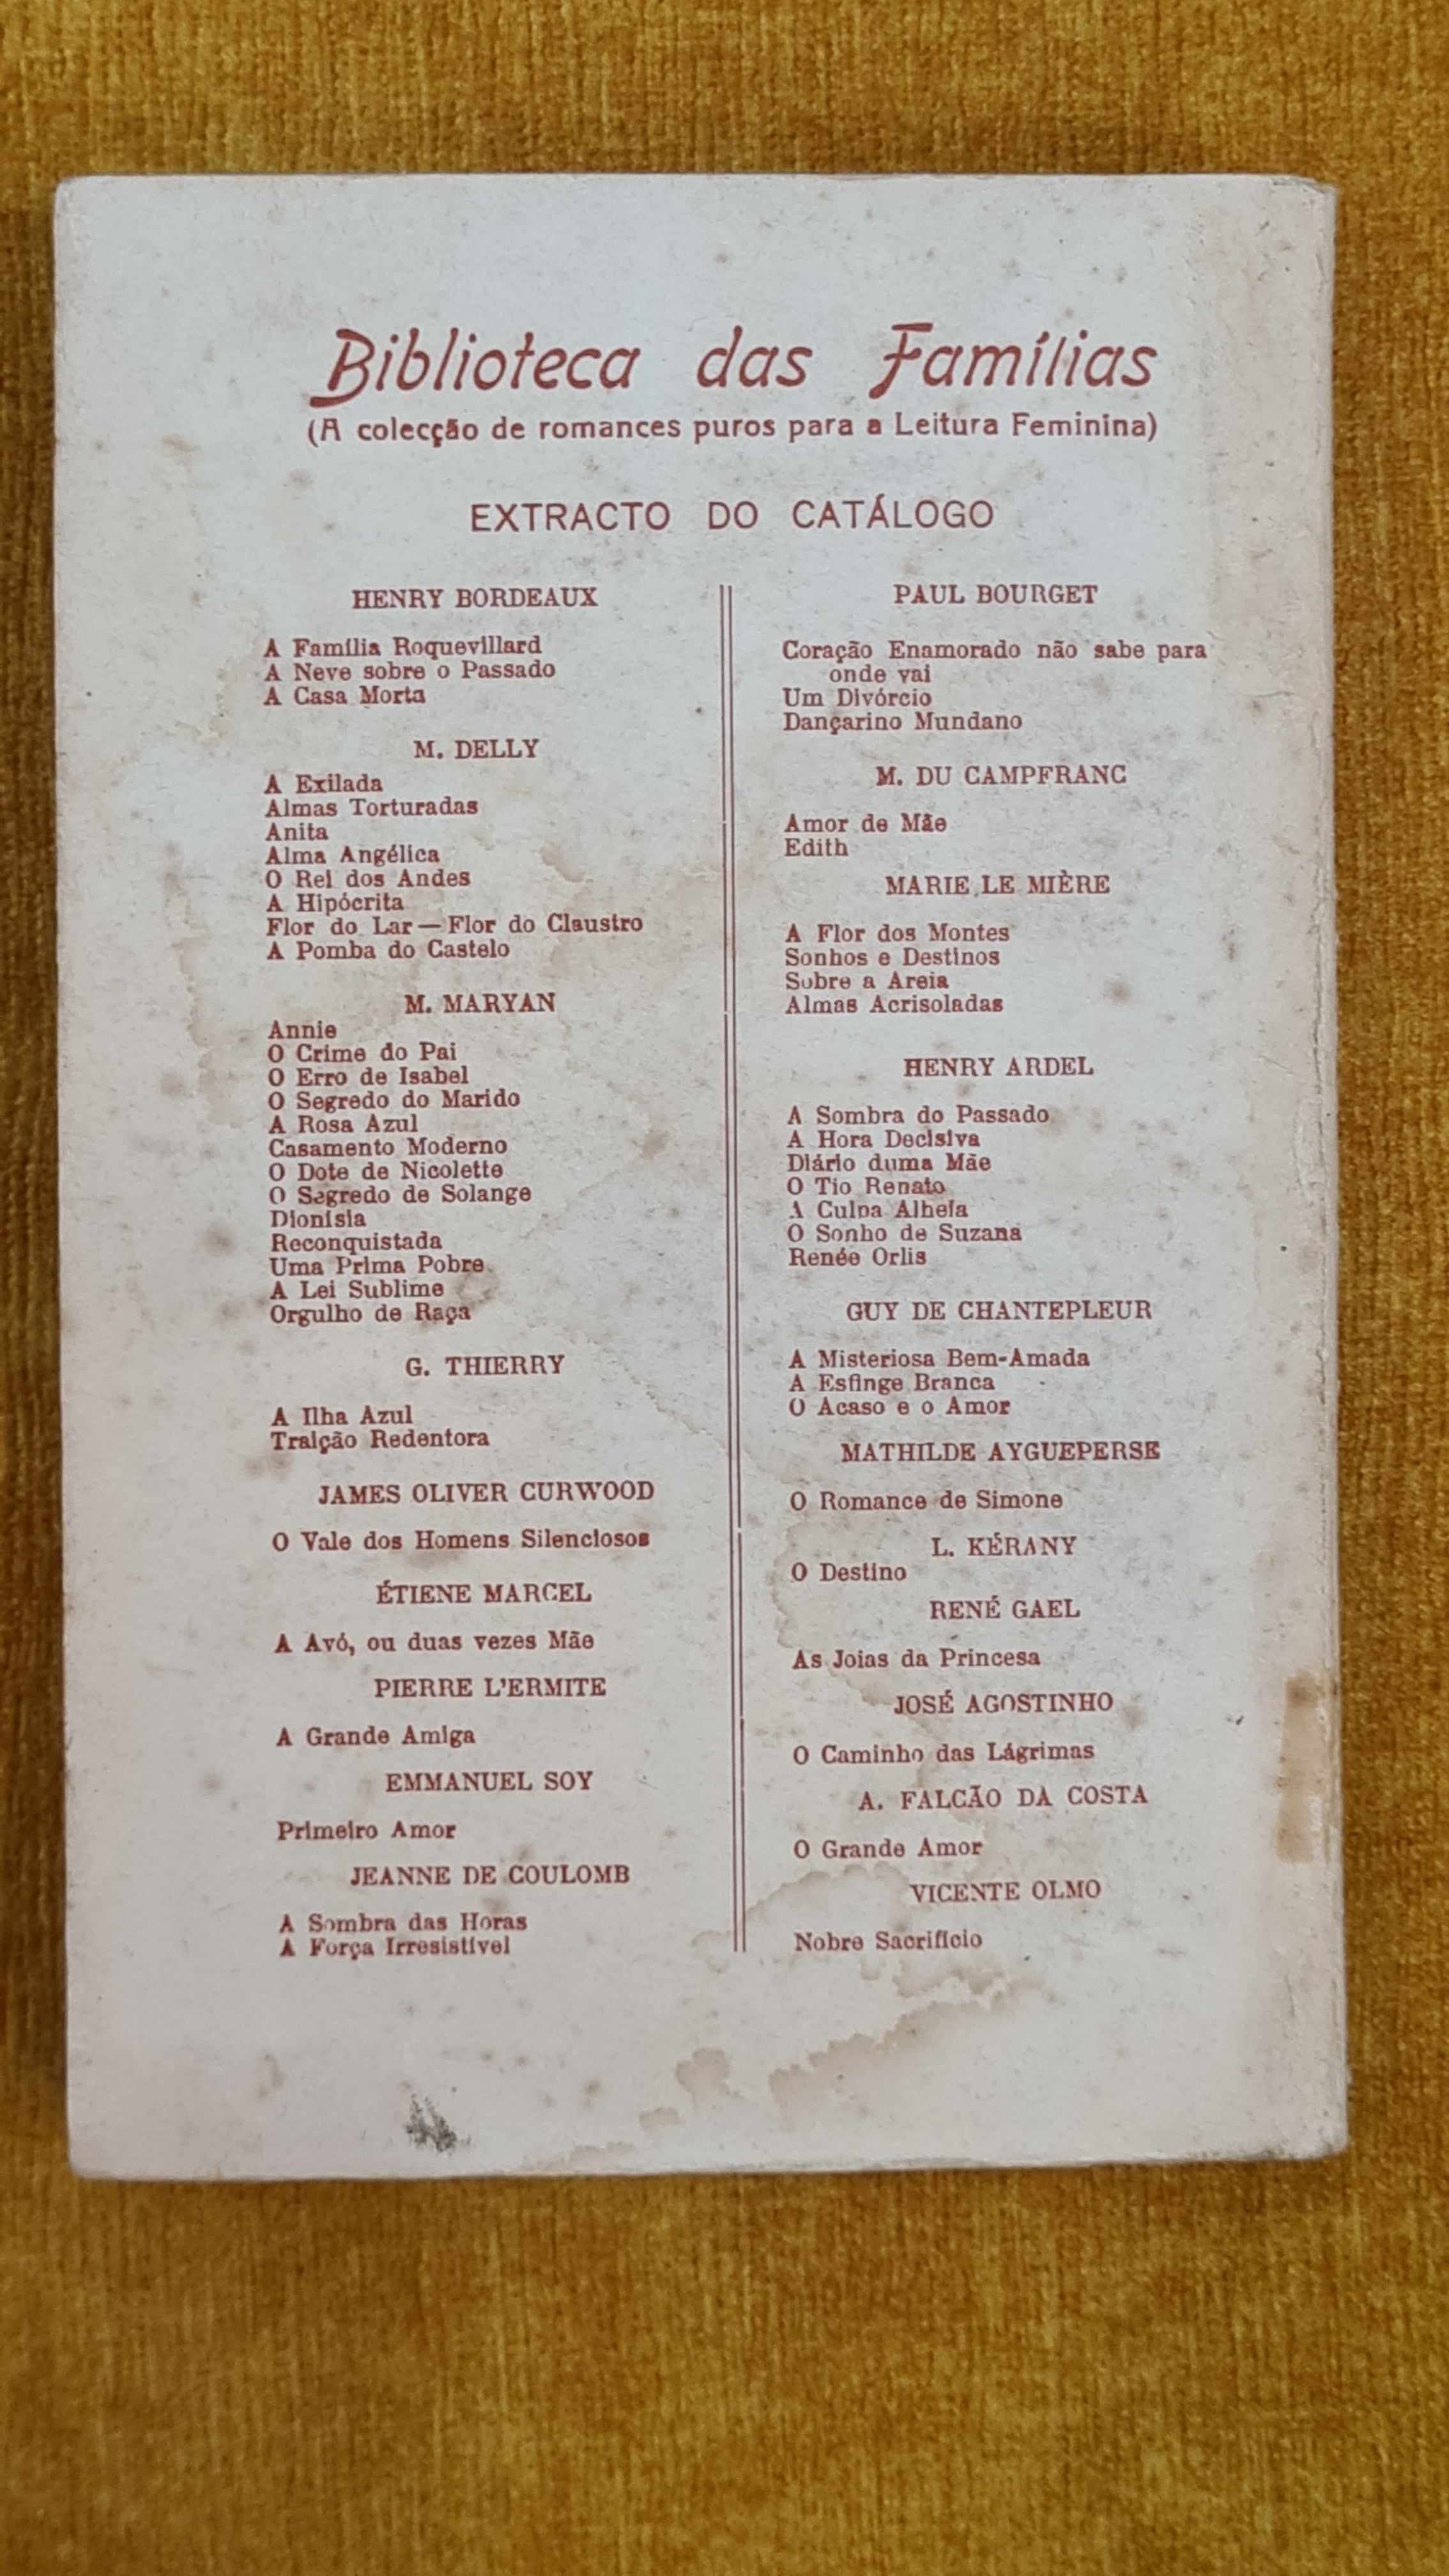 Biblioteca das Famílias
(A colecção de romances puros para a Leitura Feminina)
EXTRACTO DO CATÁLOGO
HENRY BORDEAUX
A Família Roquevillard
A Neve sobre o Passado
A Casa Morta
M. DELLY
A Exilada
Almas Torturadas
Anita
Alma Angélica
O Rei dos Andes
A Hipócrita
Flor do Lar — Flor do Claustro
A Pomba do Castelo
M. MARYAN
Annie
O Crime do Pai
O Erro de Isabel
O Segredo do Marido
A Rosa Azul
Casamento Moderno
O Dote de Nicolette
O Segredo de Solange
Dionísia
Reconquistada
Uma Prima Pobre
A Lei Sublime
Orgulho de Raça
G. THIERRY
A Ilha Azul
Traição Redentora
JAMES OLIVER CURWOOD
O Vale dos Homens Silenciosos
ÉTIENE MARCEL
A Avó, ou duas vezes Mãe
PIERRE L'ERMITE
A Grande Amiga
EMMANUEL SOY
Primeiro Amor
JEANNE DE COULOMB
A Sombra das Horas
A Força Irresistível
PAUL BOURGET
Coração Enamorado não sabe para
onde vai
Um Divórcio
Dançarino Mundano
M. DU CAMPFRANC
Amor de Mãe
Edith
MARIE LE MIÈRE
A Flor dos Montes
Sonhos e Destinos
Sobre a Areia
Almas Acrisoladas
HENRY ARDEL
A Sombra do Passado
A Hora Decisiva
Diário duma Mãe
O Tio Renato
A Culpa Alheia
O Sonho de Suzana
Renée Orlis
GUY DE CHANTEPLEUR
A Misteriosa Bem-Amada
A Esfinge Branca
O Acaso e o Amor
MATHILDE AYGUEPERSE
O Romance de Simone
L. KÉRANY
O Destino
RENÉ GAEL
As Joias da Princesa
JOSÉ AGOSTINHO
O Caminho das Lágrimas
A. FALCÃO DA COSTA
O Grande Amor
VICENTE OLMO
Nobre Sacrifício